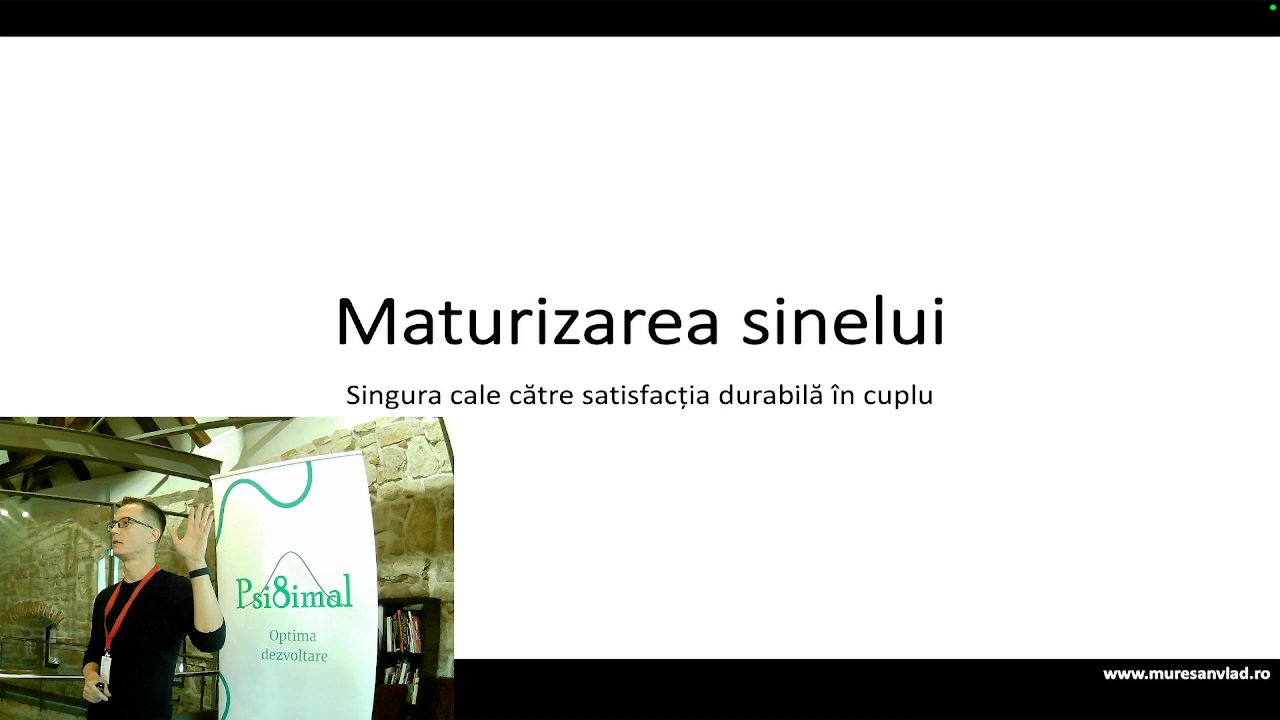 Maturizarea sinelui
Singura cale către satisfacția durabilă în cuplu
Psi8imal
Optima
dezvoltare
www.muresanvlad.ro